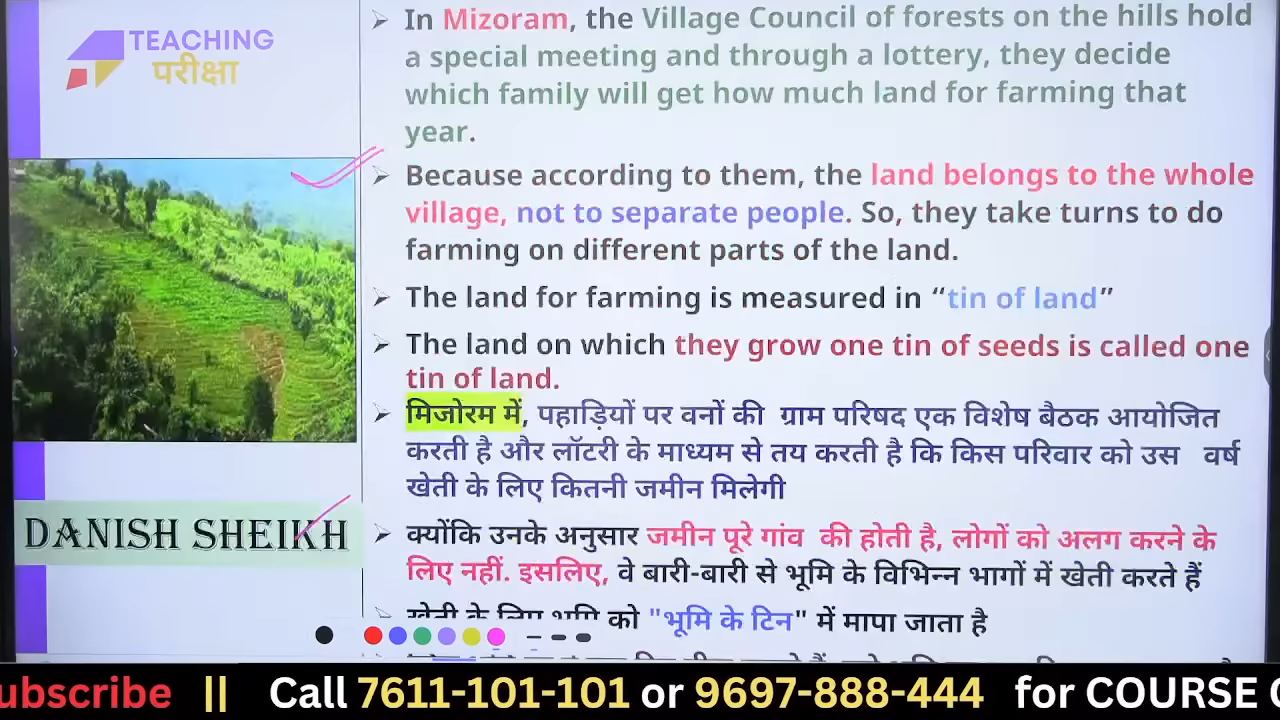 TEACHING
परीक्षा
➢ In Mizoram, the Village Council of forests on the hills hold
a special meeting and through a lottery, they decide
which family will get how much land for farming that
year.
➢ Because according to them, the land belongs to the whole
village, not to separate people. So, they take turns to do
farming on different parts of the land.
➢ The land for farming is measured in “tin of land”
➢ The land on which they grow one tin of seeds is called one
tin of land.
➢ मिजोरम में, पहाड़ियों पर वनों की ग्राम परिषद एक विशेष बैठक आयोजित
करती है और लॉटरी के माध्यम से तय करती है कि किस परिवार को उस वर्ष
खेती के लिए कितनी जमीन मिलेगी
➢ क्योंकि उनके अनुसार जमीन पूरे गांव की होती है, लोगों को अलग करने के
लिए नहीं. इसलिए, वे बारी-बारी से भूमि के विभिन्न भागों में खेती करते हैं
➢ खेती के लिए भूमि को "भूमि के टिन" में मापा जाता है
DANISH SHEIKH
ubscribe || Call 7611-101-101 or 9697-888-444 for COURSE